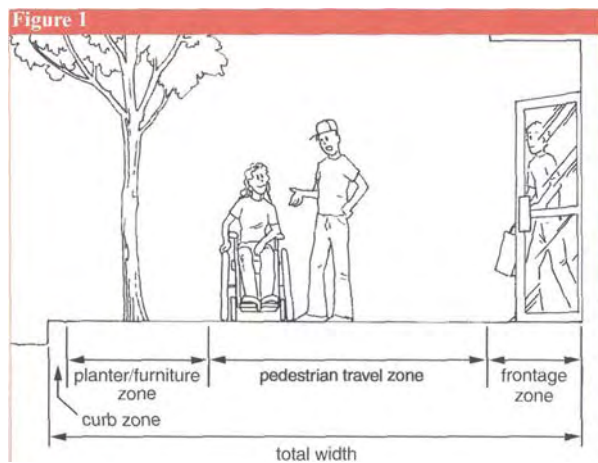 Figure 1
planter/furniture
zone
pedestrian travel zone
frontage
zone
curb zone
total width